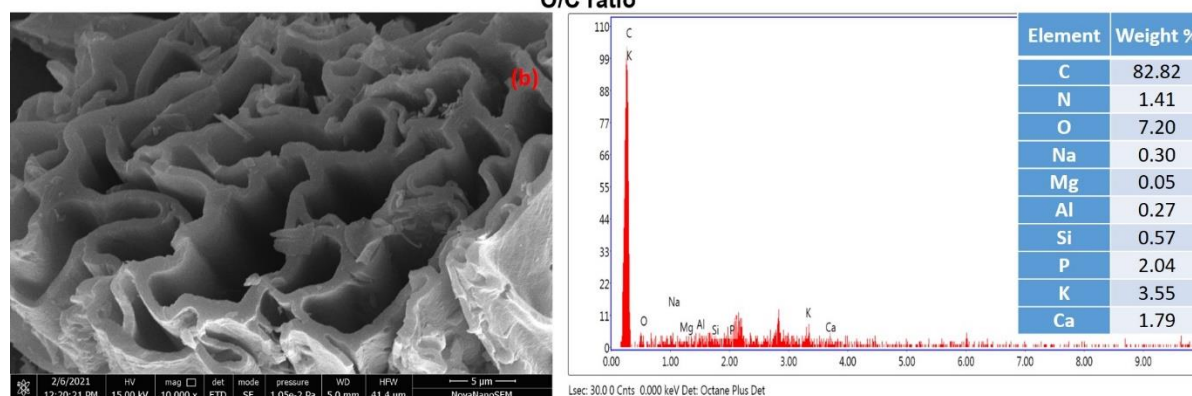 O/C ratio
(b)
2/6/2021 HV mag □ det mode pressure WD HFW 5 µm
12:20:21 PM 15.00 kV 10,000 x ETD SE 1.05e-2 Pa 5.0 mm 41.4 µm NovaNanoSEM
110
99
88
77
66
55
44
33
22
11
0
C
K
O
Na
Mg
Al
Si
P
K
Ca
0.00 1.00 2.00 3.00 4.00 5.00 6.00 7.00 8.00 9.00
Lsec: 30.0 0 Cnts 0.000 keV Det: Octane Plus Det
Element Weight %
C 82.82
N 1.41
O 7.20
Na 0.30
Mg 0.05
Al 0.27
Si 0.57
P 2.04
K 3.55
Ca 1.79